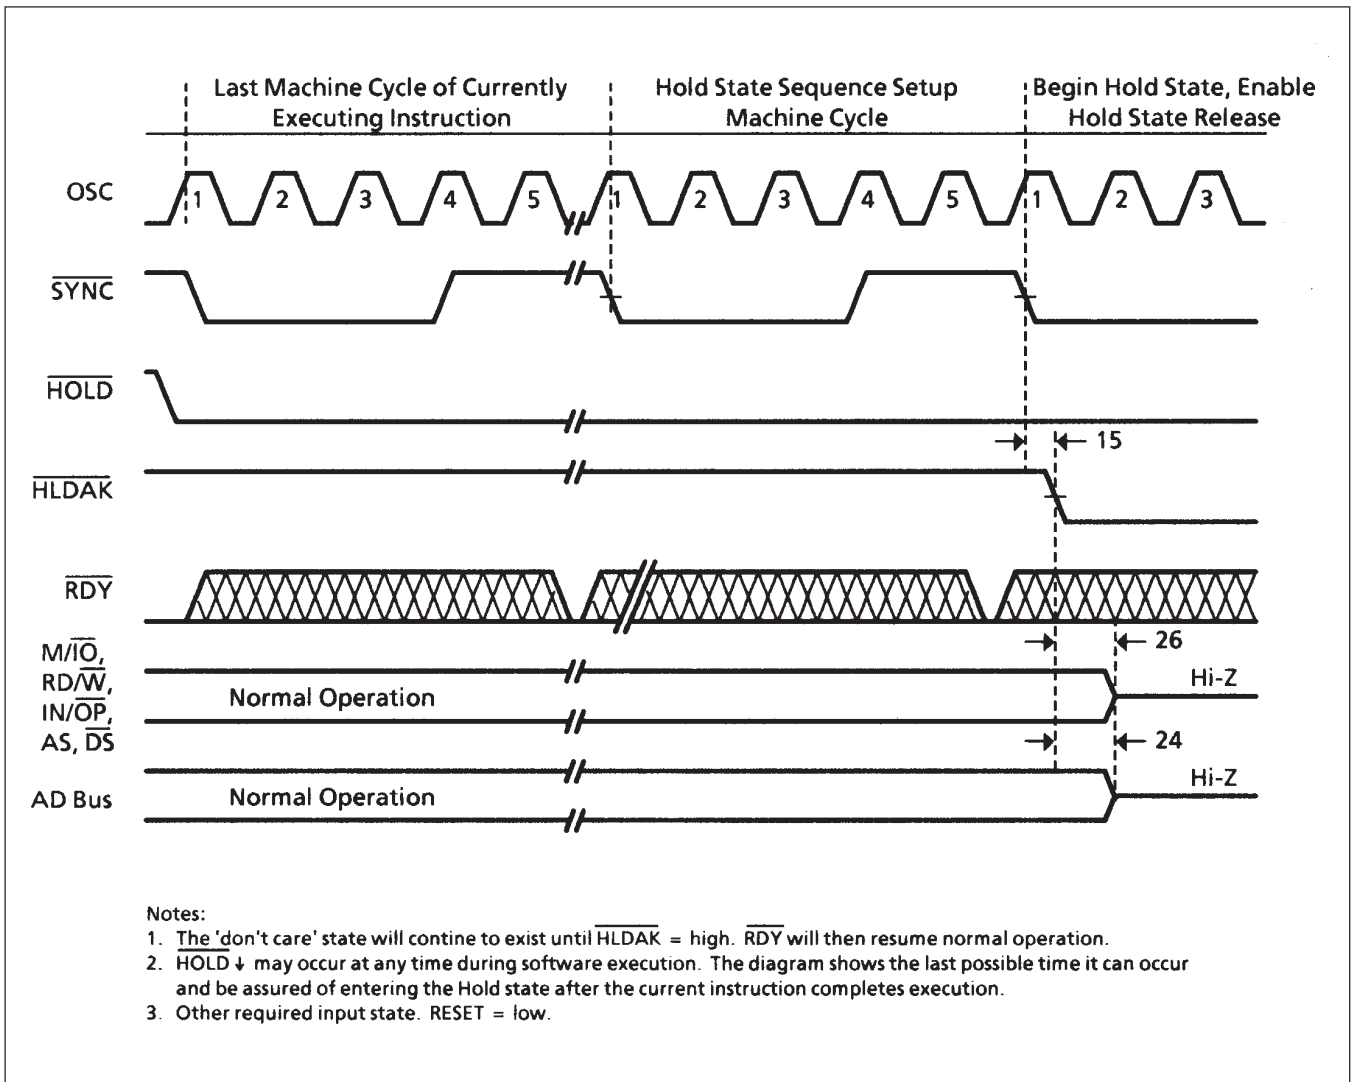 Last Machine Cycle of Currently
Executing Instruction
Hold State Sequence Setup
Machine Cycle
Begin Hold State, Enable
Hold State Release
OSC
1 2 3 4 5 1 2 3 4 5 1 2 3
SYNC
HOLD
15
HLDAK
RDY
26
M/IO,
RD/W,
IN/OP,
AS, DS
Normal Operation
Hi-Z
24
AD Bus
Normal Operation
Hi-Z
Notes:
1. The 'don't care' state will contine to exist until HLDAK = high. RDY will then resume normal operation.
2. HOLD ↓ may occur at any time during software execution. The diagram shows the last possible time it can occur
and be assured of entering the Hold state after the current instruction completes execution.
3. Other required input state. RESET = low.